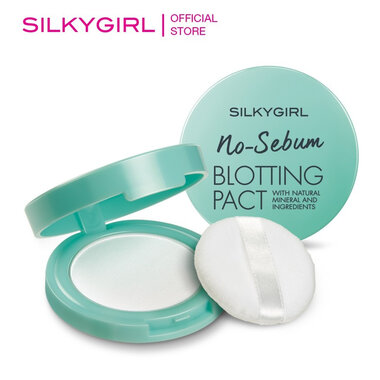 SILKYGIRL
OFFICIAL
STORE
SILKYGIRL
No-Sebum
BLOTTING
PACT
WITH NATURAL
MINERAL AND
INGREDIENTS